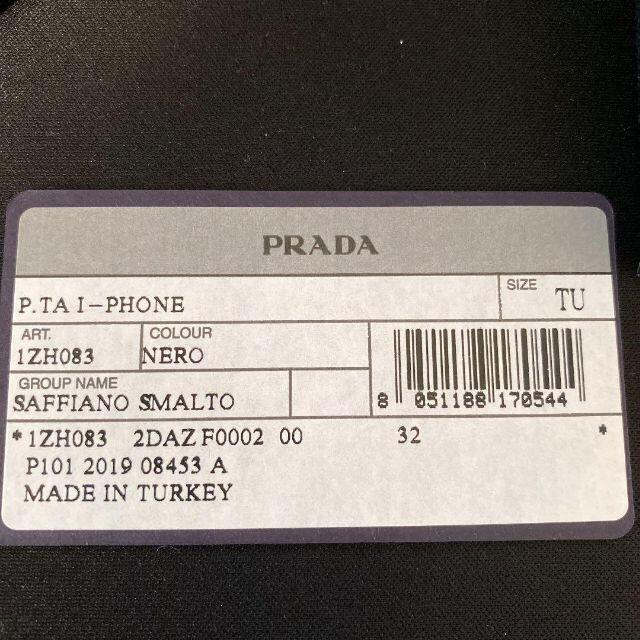 PRADA
P.TA I-PHONE
SIZE TU
ART. COLOUR
1ZH083 NERO
GROUP NAME
SAFFIANO SMALTO
8 051188 170544
*1ZH083 2DAZ F0002 00 32 *
P101 2019 08453 A
MADE IN TURKEY